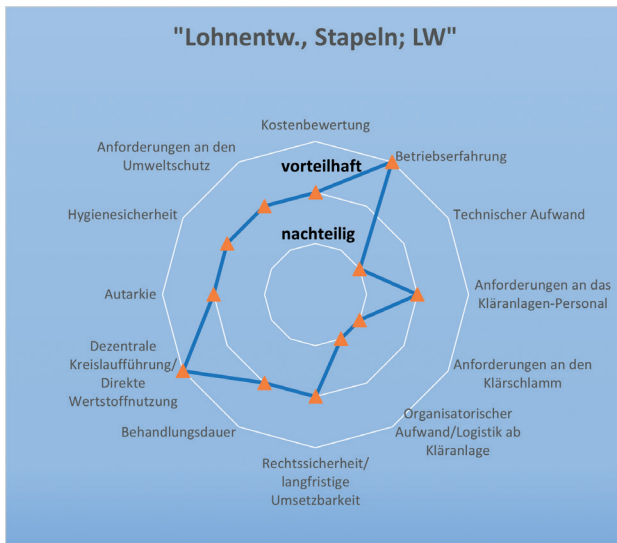 "Lohnentw., Stapeln; LW"
Kostenbewertung
Betriebserfahrung
Technischer Aufwand
Anforderungen an das
Kläranlagen-Personal
Anforderungen an den
Klärschlamm
Organisatorischer
Aufwand/Logistik ab
Kläranlage
Rechtssicherheit/
langfristige
Umsetzbarkeit
Behandlungsdauer
Dezentrale
Kreislaufführung/
Direkte
Wertstoffnutzung
Autarkie
Hygienesicherheit
Anforderungen an den
Umweltschutz
vorteilhaft
nachteilig